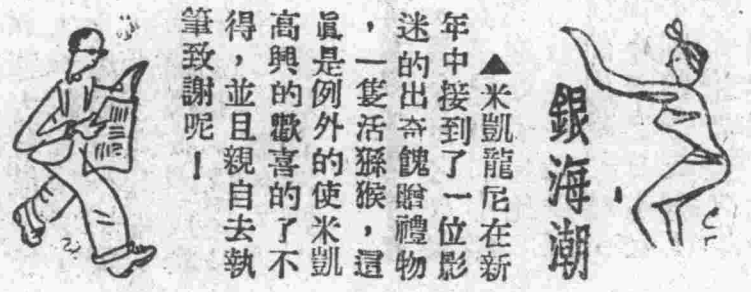 銀海潮
▲米凱龍尼在新
年中接到了一位影
迷的出奇餽贈禮物
，一隻活猻猴，這
眞是例外的使米凱
高興的歡喜的了不
得，並且親自去執
筆致謝呢！